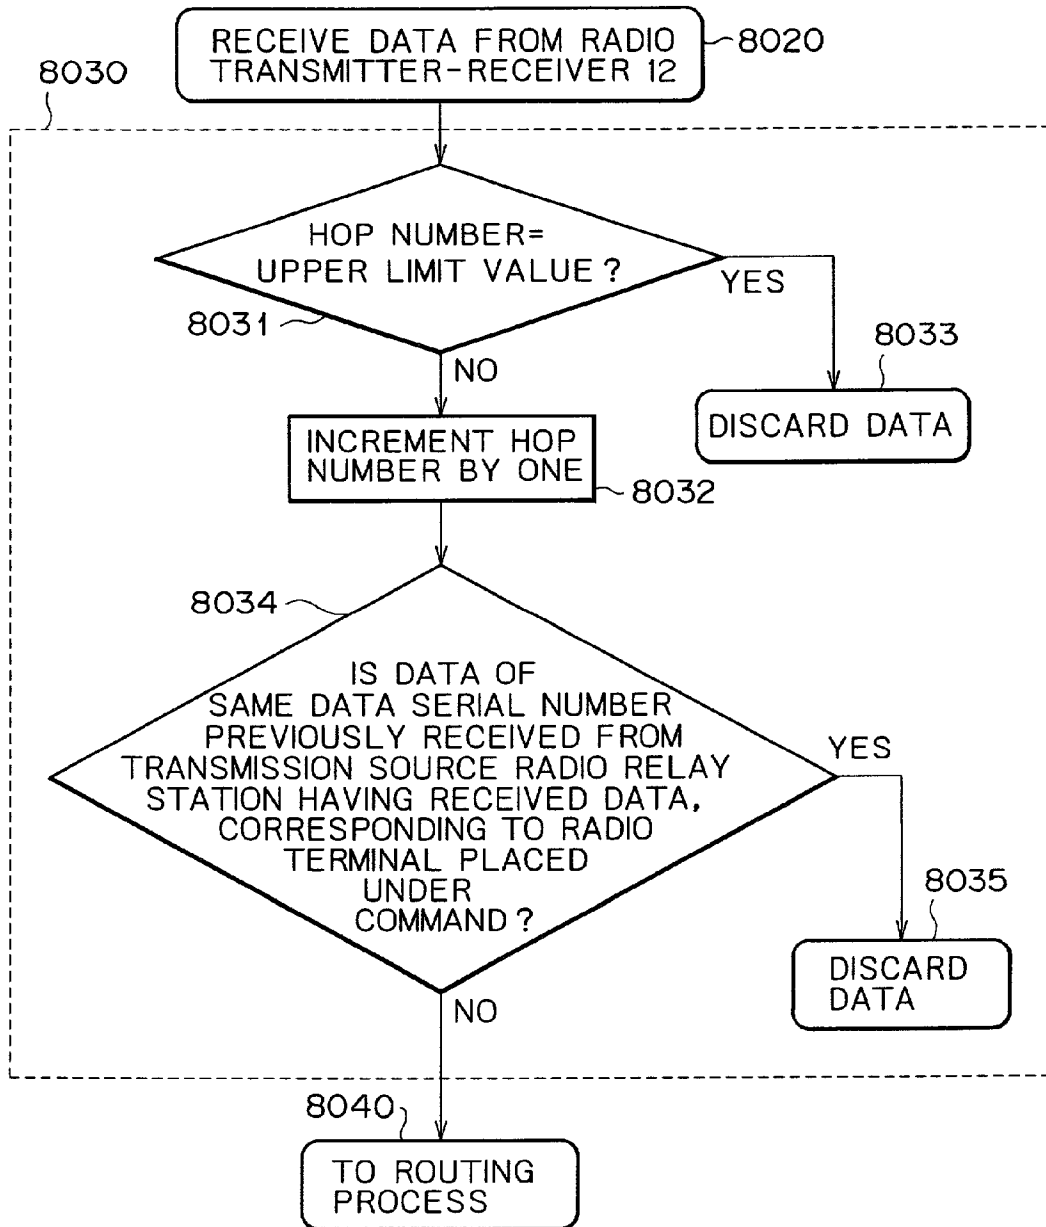 RECEIVE DATA FROM RADIO
TRANSMITTER-RECEIVER 12
8020
8030
HOP NUMBER=
UPPER LIMIT VALUE?
YES
8031
NO
8033
DISCARD DATA
INCREMENT HOP
NUMBER BY ONE
8032
8034
IS DATA OF
SAME DATA SERIAL NUMBER
PREVIOUSLY RECEIVED FROM
TRANSMISSION SOURCE RADIO RELAY
STATION HAVING RECEIVED DATA,
CORRESPONDING TO RADIO
TERMINAL PLACED
UNDER
COMMAND?
YES
8035
DISCARD
DATA
NO
8040
TO ROUTING
PROCESS